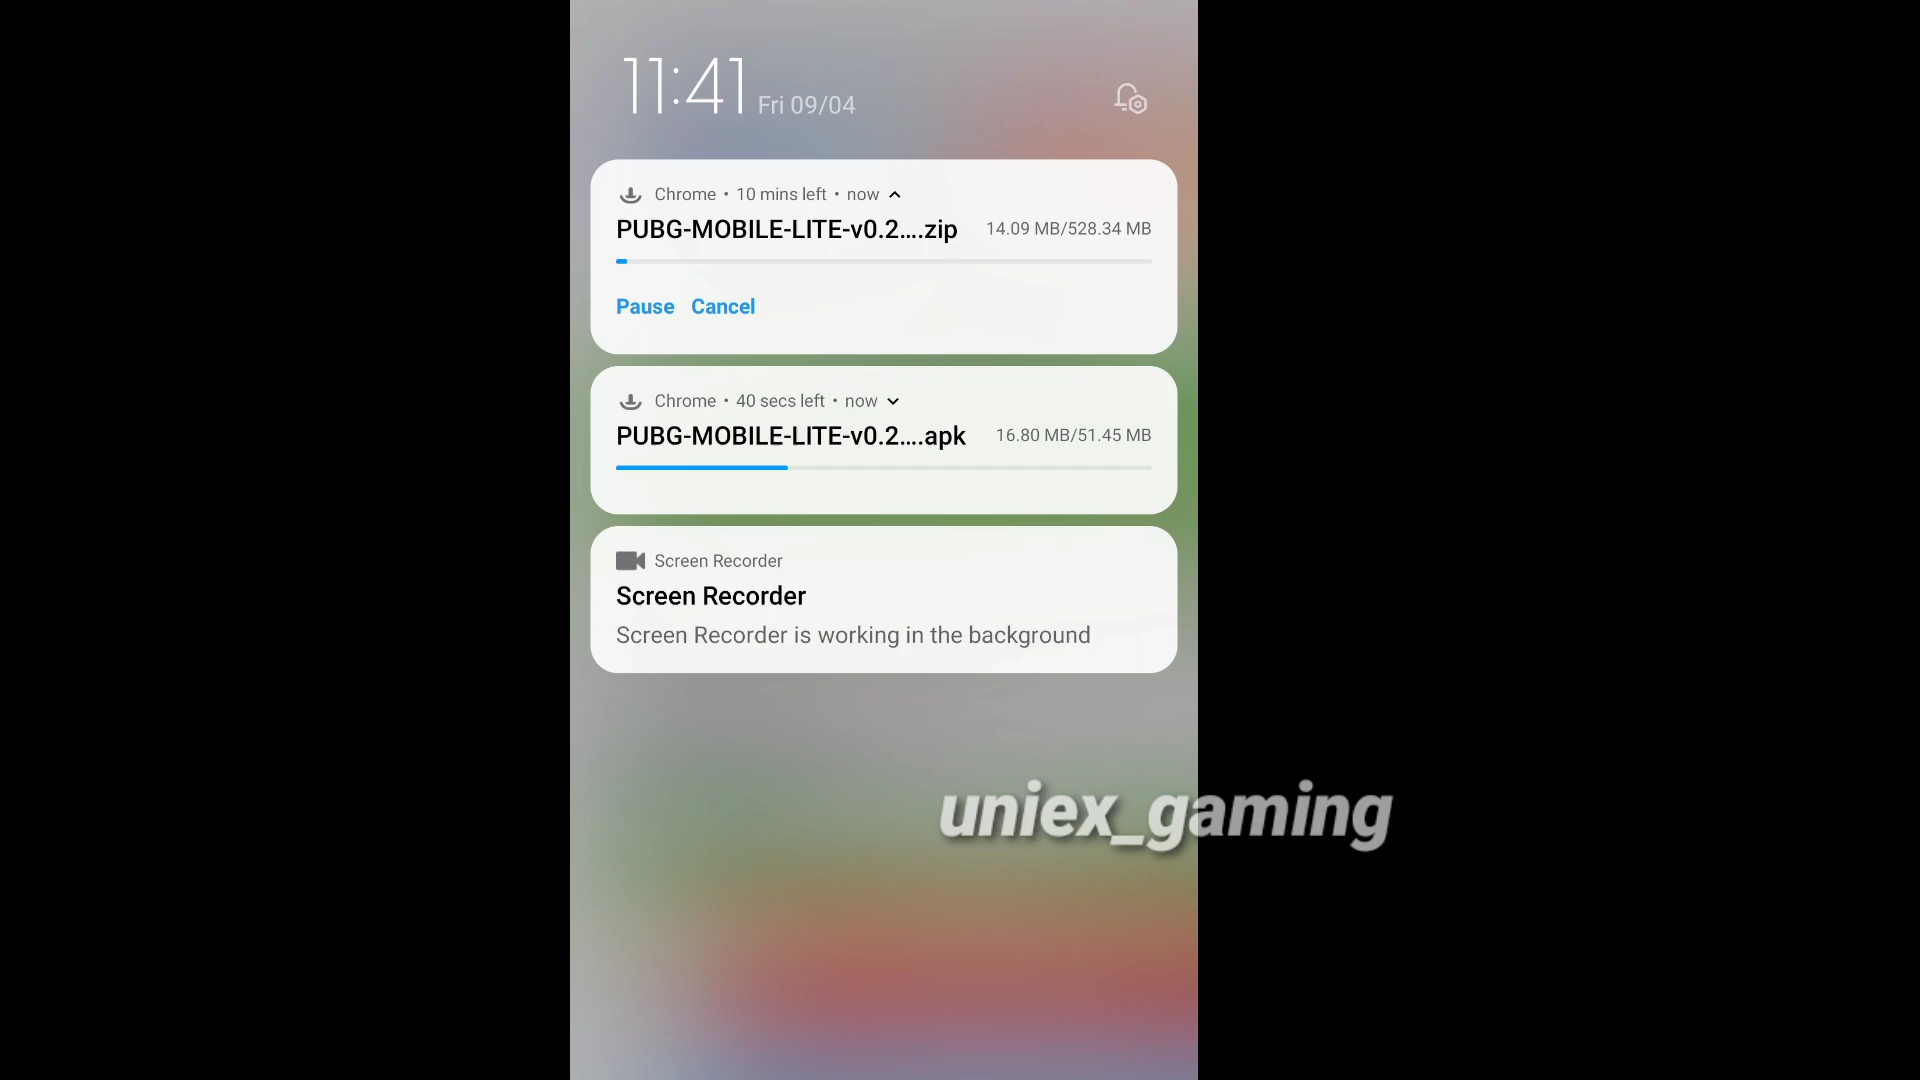 11:41 Fri 09/04
Chrome • 10 mins left • now
PUBG-MOBILE-LITE-v0.2….zip 14.09 MB/528.34 MB
Pause Cancel
Chrome • 40 secs left • now
PUBG-MOBILE-LITE-v0.2….apk 16.80 MB/51.45 MB
Screen Recorder
Screen Recorder
Screen Recorder is working in the background
uniex_gaming